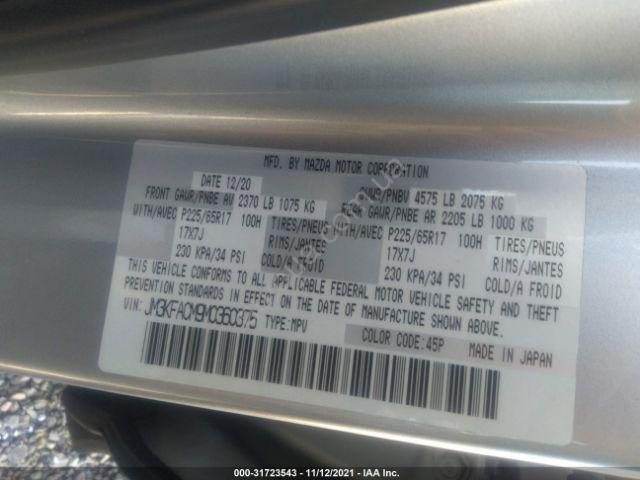 MFD. BY MAZDA MOTOR CORPORATION
DATE 12/20 GVWR/PNBV 4575 LB 2075 KG
FRONT GAWR/PNBE AV 2370 LB 1075 KG REAR GAWR/PNBE AR 2205 LB 1000 KG
WITH/AVEC P225/65R17 100H TIRES/PNEUS WITH/AVEC P225/65R17 100H TIRES/PNEUS
17X7J RIMS/JANTES 17X7J RIMS/JANTES
230 KPA/34 PSI COLD/A FROID 230 KPA/34 PSI COLD/A FROID
THIS VEHICLE CONFORMS TO ALL APPLICABLE FEDERAL MOTOR VEHICLE SAFETY AND THEFT
PREVENTION STANDARDS IN EFFECT ON THE DATE OF MANUFACTURE SHOWN ABOVE.
VIN: JM3KFACM9M0360375 TYPE:MPV
COLOR CODE:45P MADE IN JAPAN
000-31723543 — 11/12/2021 — IAA Inc.